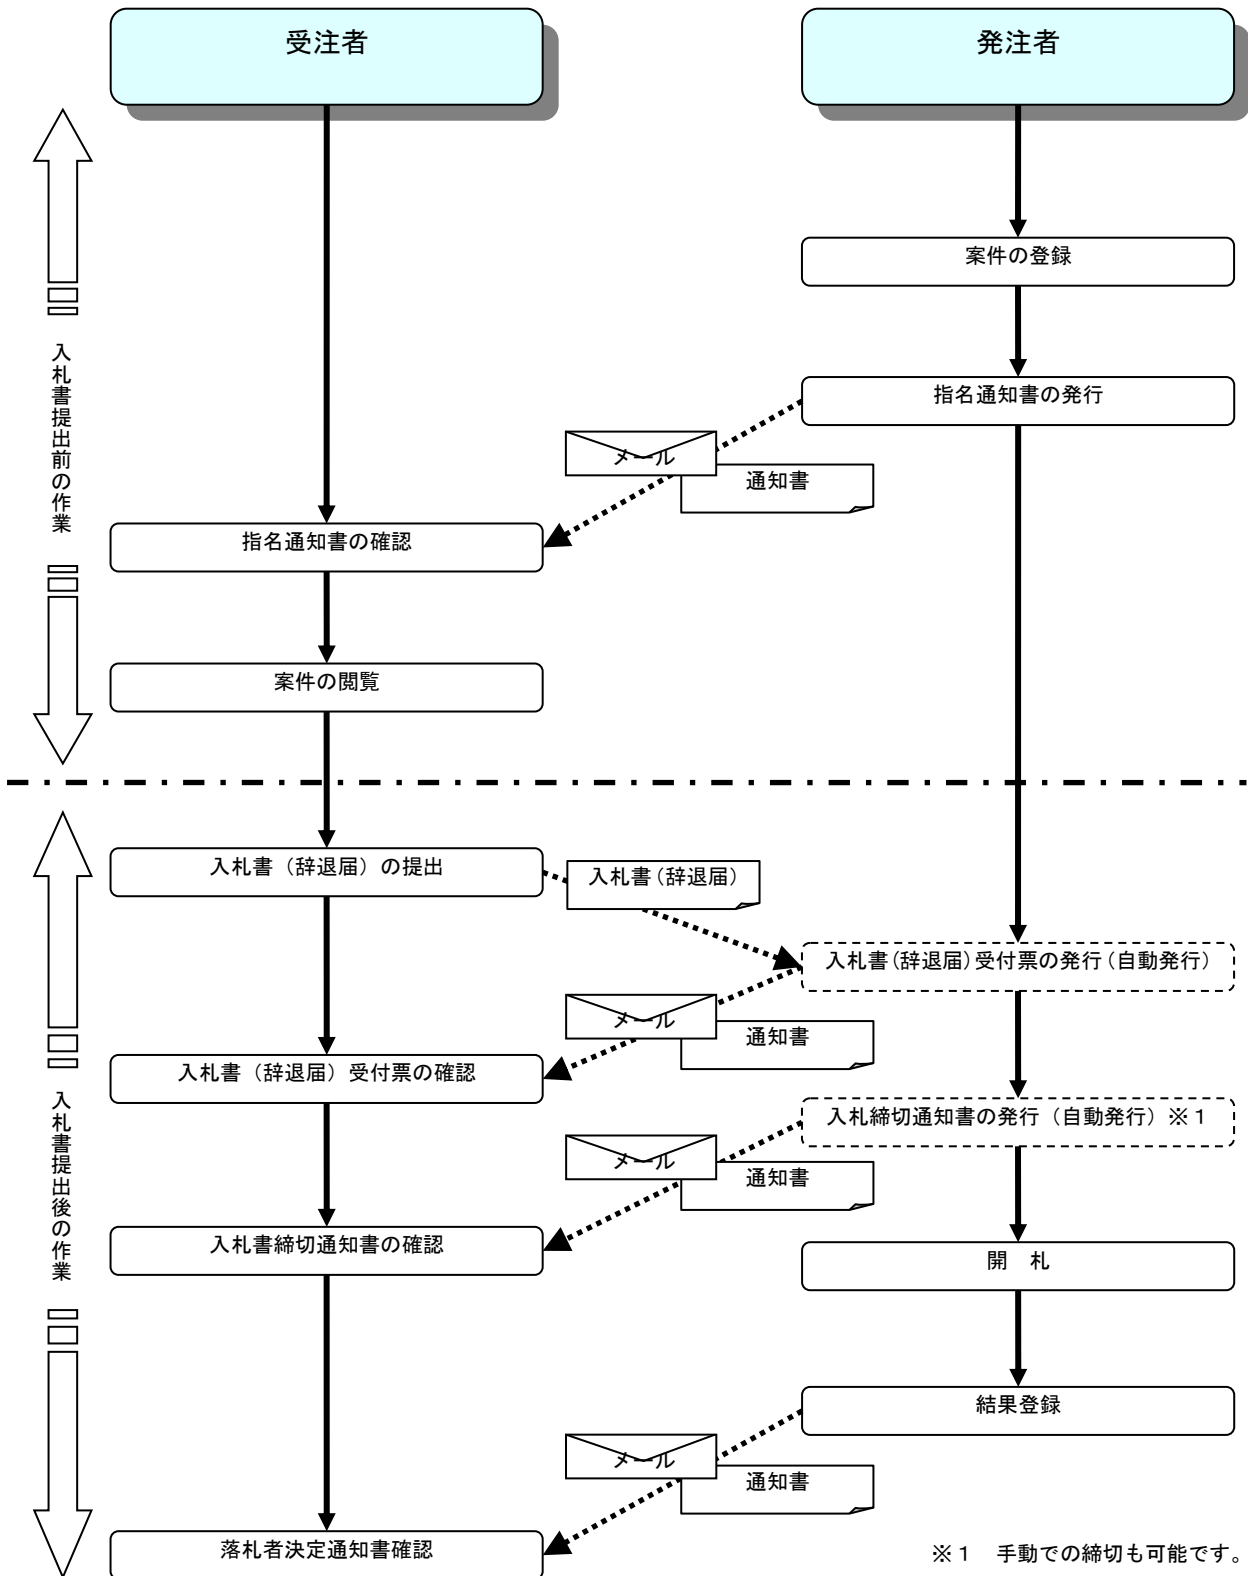 受注者
発注者
案件の登録
指名通知書の発行
メール
通知書
指名通知書の確認
案件の閲覧
入札書提出前の作業
入札書（辞退届）の提出
入札書(辞退届)
入札書(辞退届)受付票の発行(自動発行)
メール
通知書
入札書（辞退届）受付票の確認
入札締切通知書の発行（自動発行）※１
メール
通知書
入札書締切通知書の確認
開　札
結果登録
メール
通知書
落札者決定通知書確認
入札書提出後の作業
※１　手動での締切も可能です。